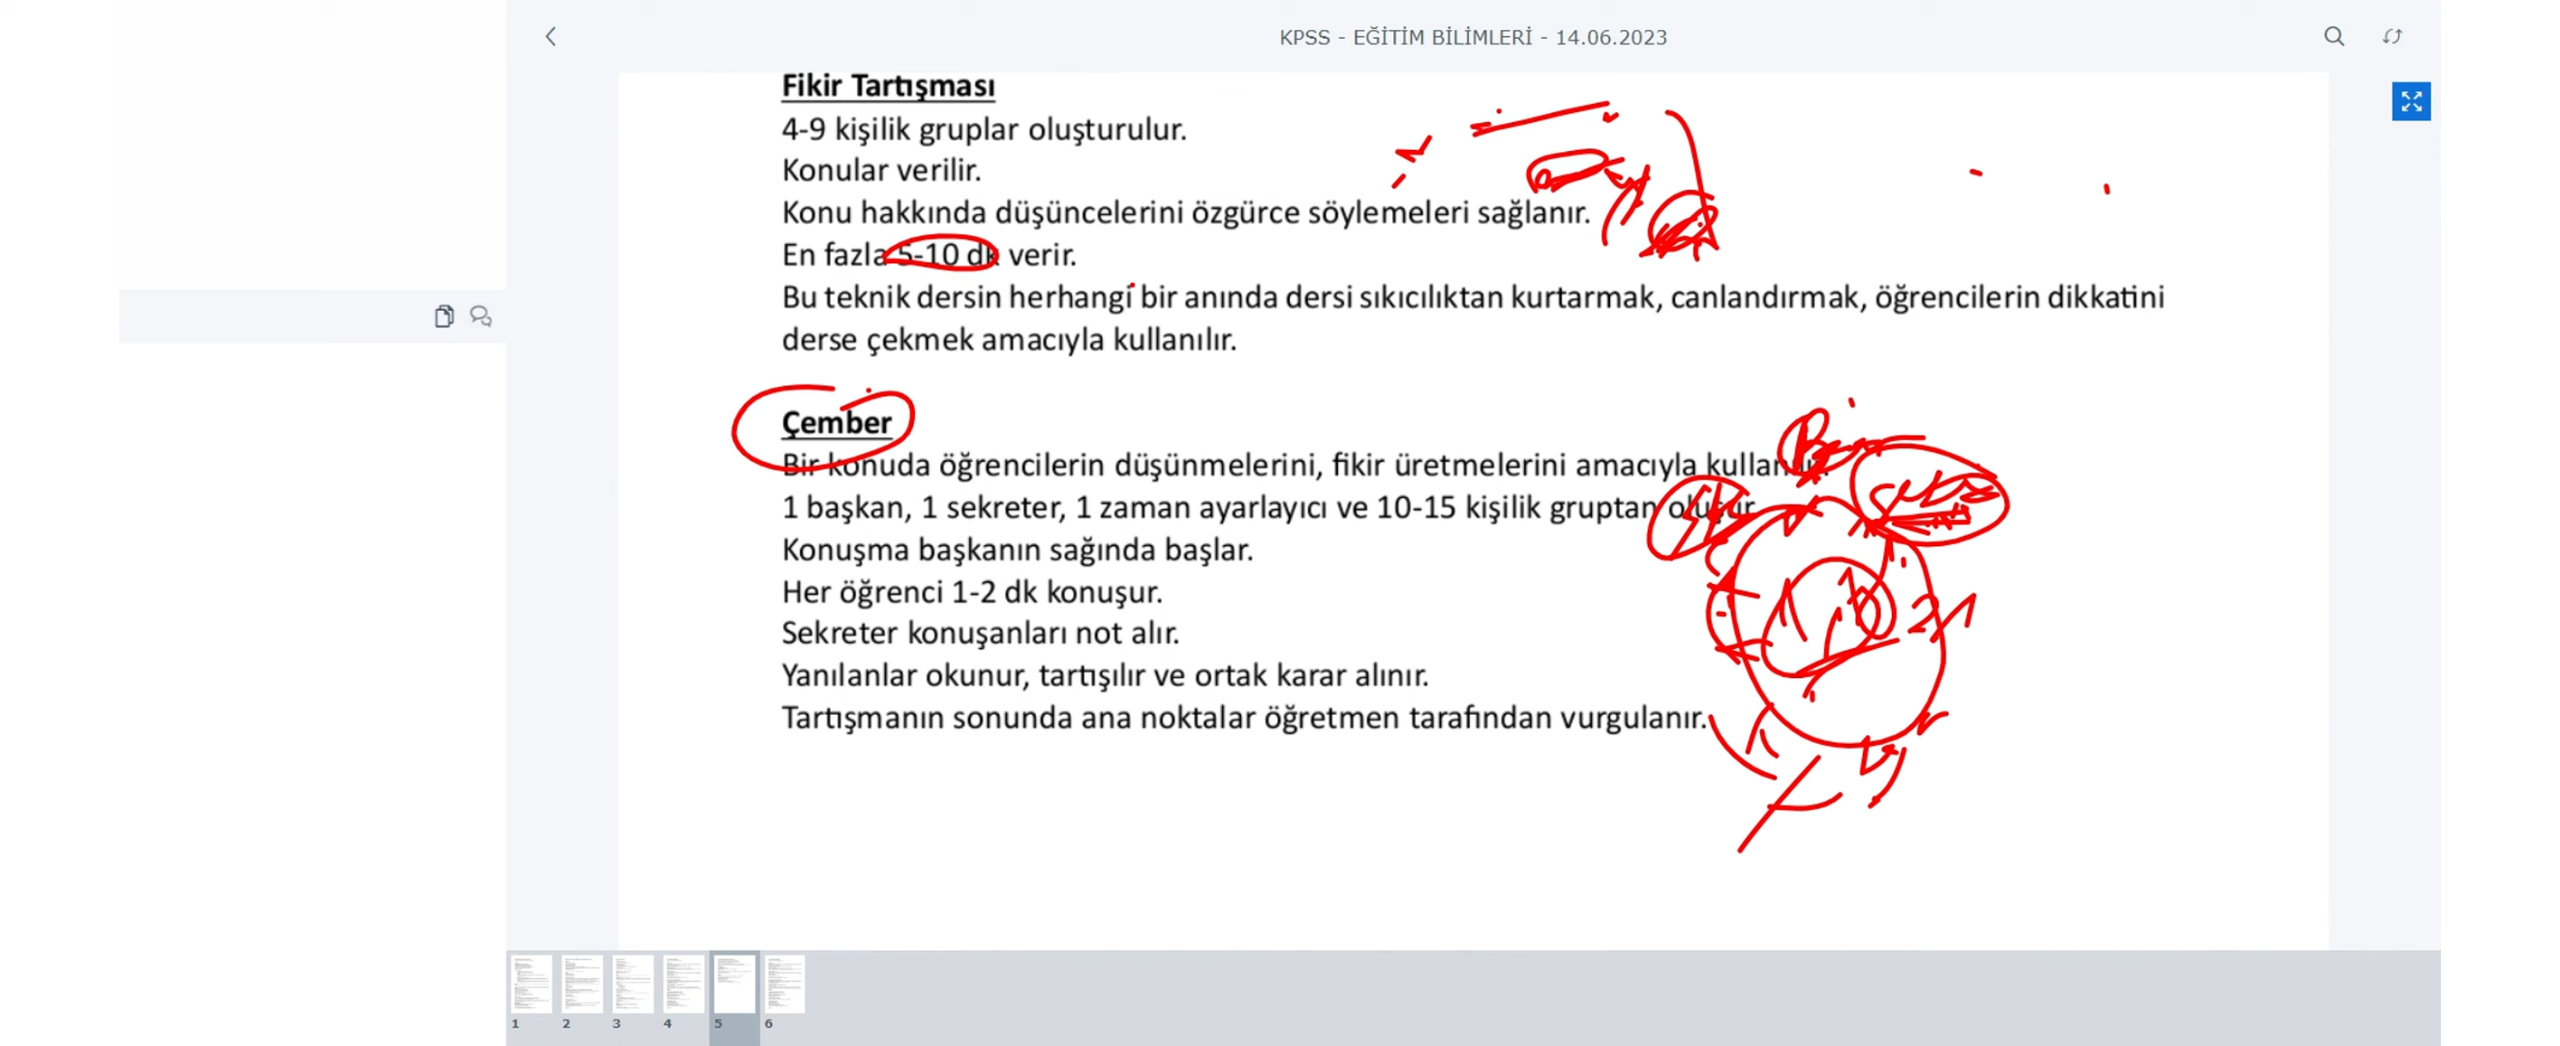 KPSS - EĞİTİM BİLİMLERİ - 14.06.2023
Fikir Tartışması
4-9 kişilik gruplar oluşturulur.
Konular verilir.
Konu hakkında düşüncelerini özgürce söylemeleri sağlanır.
En fazla 5-10 dk verir.
Bu teknik dersin herhangi bir anında dersi sıkıcılıktan kurtarmak, canlandırmak, öğrencilerin dikkatini
derse çekmek amacıyla kullanılır.
Çember
Bir konuda öğrencilerin düşünmelerini, fikir üretmelerini amacıyla
1 başkan, 1 sekreter, 1 zaman ayarlayıcı ve 10-15 kişilik gruptan oluşur
Konuşma başkanın sağında başlar.
Her öğrenci 1-2 dk konuşur.
Sekreter konuşanları not alır.
Yanılanlar okunur, tartışılır ve ortak karar alınır.
Tartışmanın sonunda ana noktalar öğretmen tarafından vurgulanır.
1 2 3 4 5 6